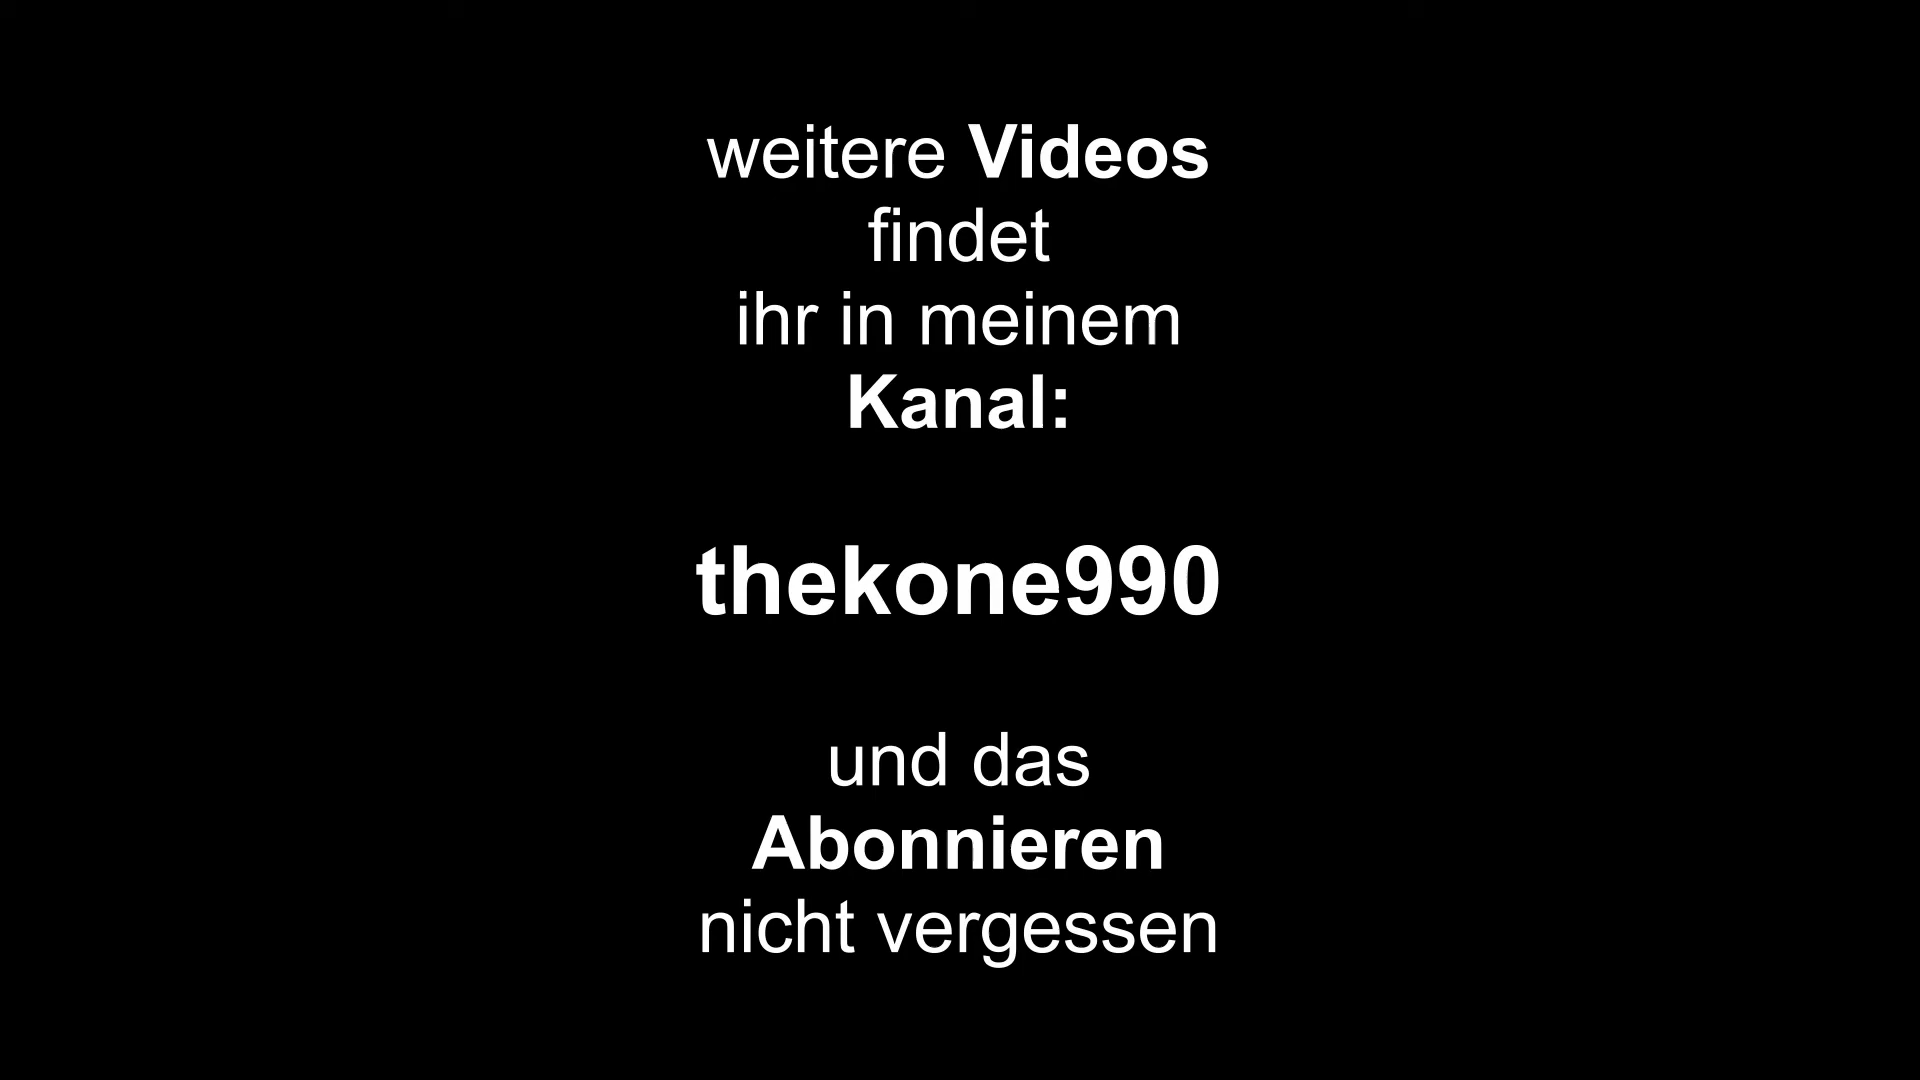 weitere Videos
findet
ihr in meinem
Kanal:
thekone990
und das
Abonnieren
nicht vergessen